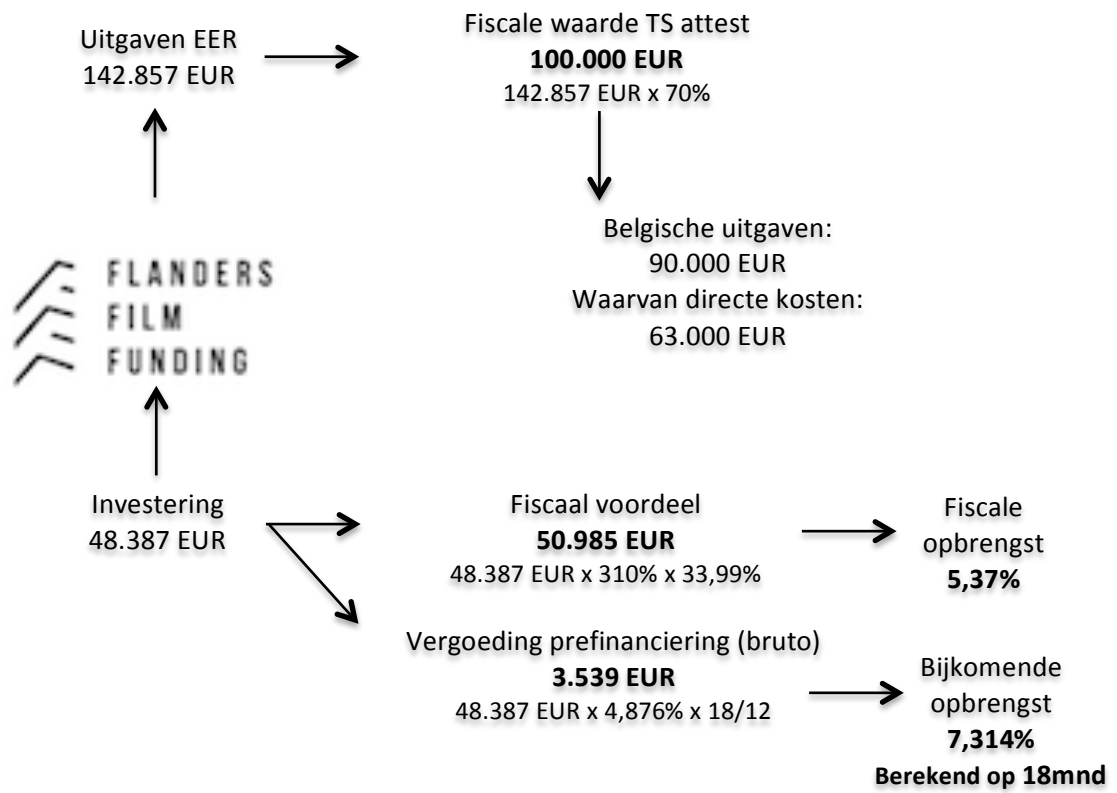 Uitgaven EER
142.857 EUR
Fiscale waarde TS attest
100.000 EUR
142.857 EUR x 70%
Belgische uitgaven:
90.000 EUR
Waarvan directe kosten:
63.000 EUR
FLANDERS
FILM
FUNDING
Investering
48.387 EUR
Fiscaal voordeel
50.985 EUR
48.387 EUR x 310% x 33,99%
Fiscale
opbrengst
5,37%
Vergoeding prefinanciering (bruto)
3.539 EUR
48.387 EUR x 4,876% x 18/12
Bijkomende
opbrengst
7,314%
Berekend op 18mnd